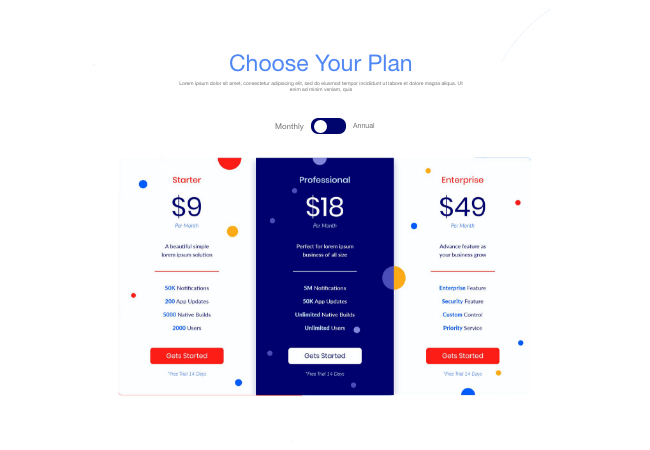 Choose Your Plan
Lorem ipsum dolor sit amet, consectetur adipiscing elit, sed do eiusmod tempor incididunt ut labore et dolore magna aliqua. Ut
enim ad minim veniam, quis
Monthly
Annual
Starter
$9
Per Month
A beautiful simple
lorem ipsum solution
50K Notifications
200 App Updates
5000 Native Builds
2000 Users
Gets Started
*Free Trial 14 Days
Professional
$18
Per Month
Perfect for lorem ipsum
business of all size
5M Notifications
50K App Updates
Unlimited Native Builds
Unlimited Users
Gets Started
*Free Trial 14 Days
Enterprise
$49
Per Month
Advance feature as
your business grow
Enterprise Feature
Security Feature
Custom Control
Priority Service
Gets Started
*Free Trial 14 Days